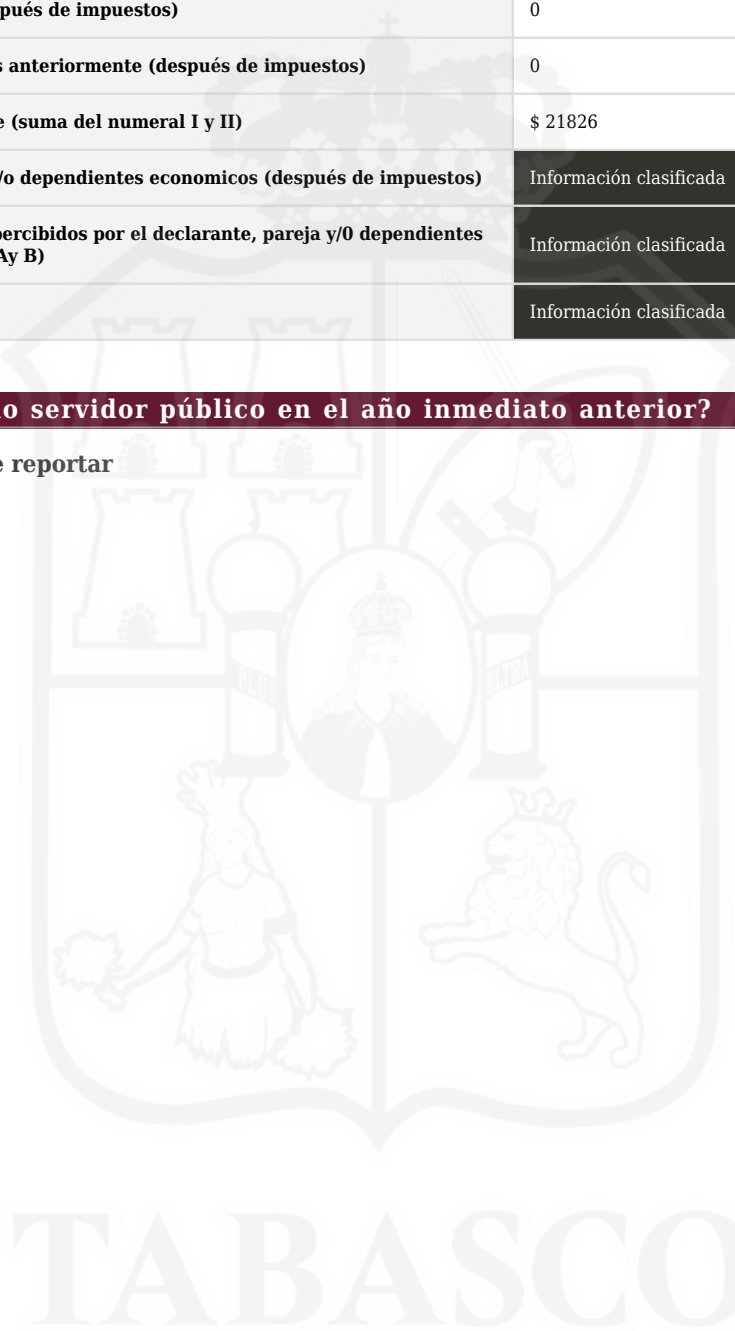 pués de impuestos)
0
s anteriormente (después de impuestos)
0
e (suma del numeral I y II)
$ 21826
/o dependientes economicos (después de impuestos)
Información clasificada
percibidos por el declarante, pareja y/0 dependientes
Ay B)
Información clasificada
Información clasificada
o servidor público en el año inmediato anterior?
e reportar
PLUS
ULTRA
TABASCO